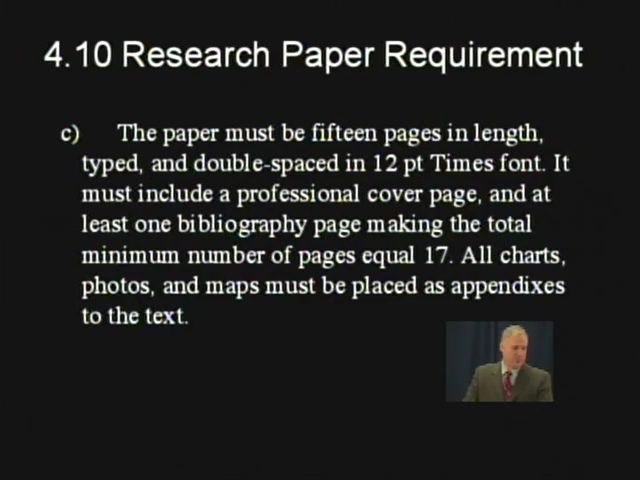 4.10 Research Paper Requirement
c) The paper must be fifteen pages in length,
typed, and double-spaced in 12 pt Times font. It
must include a professional cover page, and at
least one bibliography page making the total
minimum number of pages equal 17. All charts,
photos, and maps must be placed as appendixes
to the text.